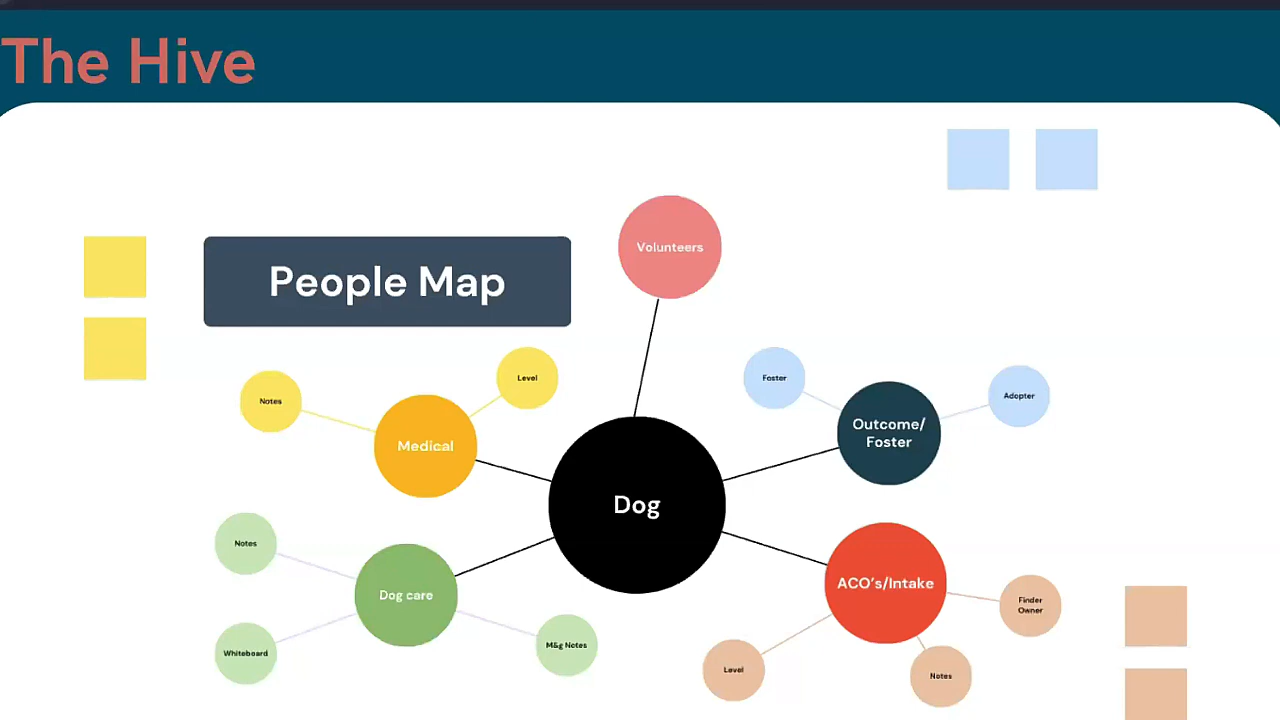 The Hive
Volunteers
People Map
Level
Foster
Adopter
Notes
Outcome/
Foster
Medical
Dog
Notes
ACO's/Intake
Dog care
Finder
Owner
M&g Notes
Whiteboard
Level
Notes